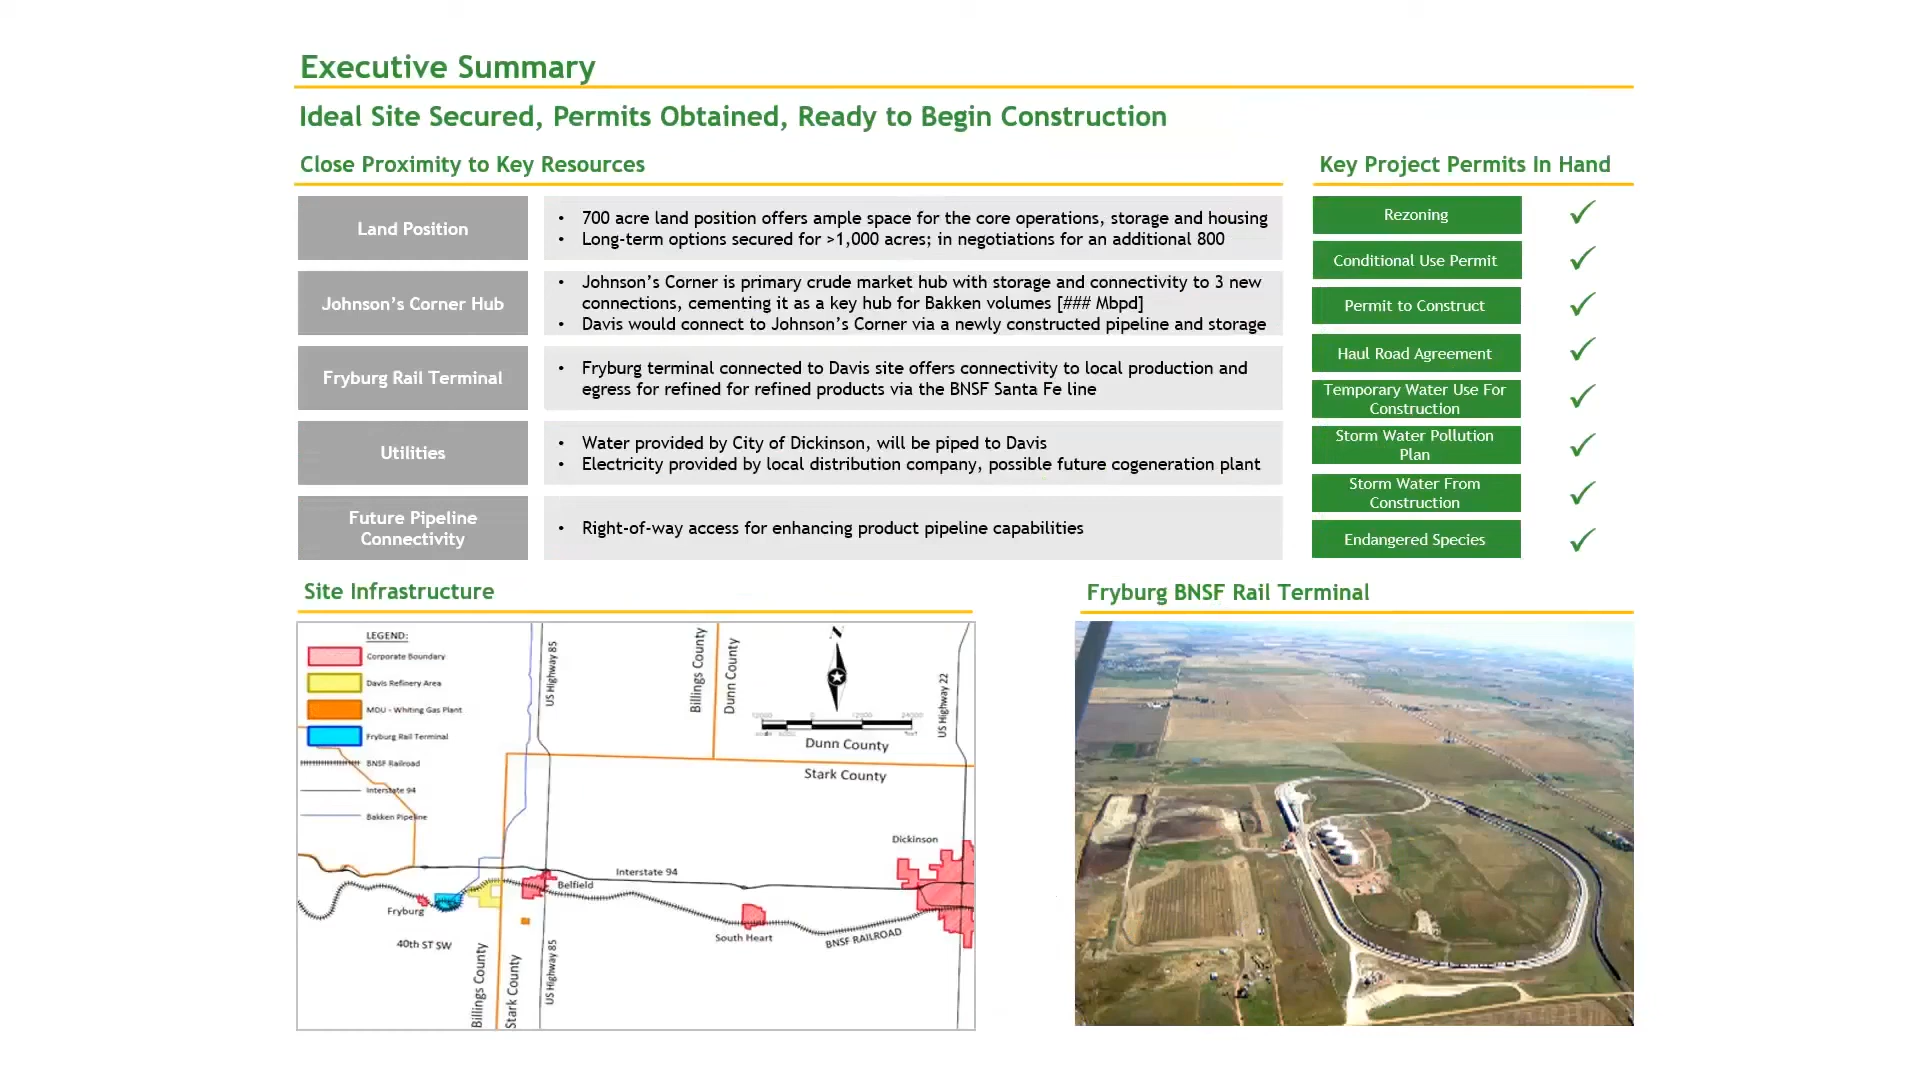 Executive Summary
Ideal Site Secured, Permits Obtained, Ready to Begin Construction
Close Proximity to Key Resources
Land Position
• 700 acre land position offers ample space for the core operations, storage and housing
• Long-term options secured for >1,000 acres; in negotiations for an additional 800
Johnson's Corner Hub
• Johnson's Corner is primary crude market hub with storage and connectivity to 3 new
connections, cementing it as a key hub for Bakken volumes [### Mbpd]
• Davis would connect to Johnson's Corner via a newly constructed pipeline and storage
Fryburg Rail Terminal
• Fryburg terminal connected to Davis site offers connectivity to local production and
egress for refined for refined products via the BNSF Santa Fe line
Utilities
• Water provided by City of Dickinson, will be piped to Davis
• Electricity provided by local distribution company, possible future cogeneration plant
Future Pipeline
Connectivity
• Right-of-way access for enhancing product pipeline capabilities
Key Project Permits In Hand
Rezoning
Conditional Use Permit
Permit to Construct
Haul Road Agreement
Temporary Water Use For
Construction
Storm Water Pollution
Plan
Storm Water From
Construction
Endangered Species
Site Infrastructure
LEGEND:
Corporate Boundary
Davis Refinery Area
MDU - Whiting Gas Plant
Fryburg Rail Terminal
BNSF Railroad
Interstate 94
Bakken Pipeline
US Highway 85
Billings County
Dunn County
N
12000 0 12000 24000
US Highway 22
Dunn County
Stark County
Dickinson
Interstate 94
Belfield
Fryburg
South Heart
BNSF RAILROAD
40th ST SW
Billings County
Stark County
US Highway 85
Fryburg BNSF Rail Terminal